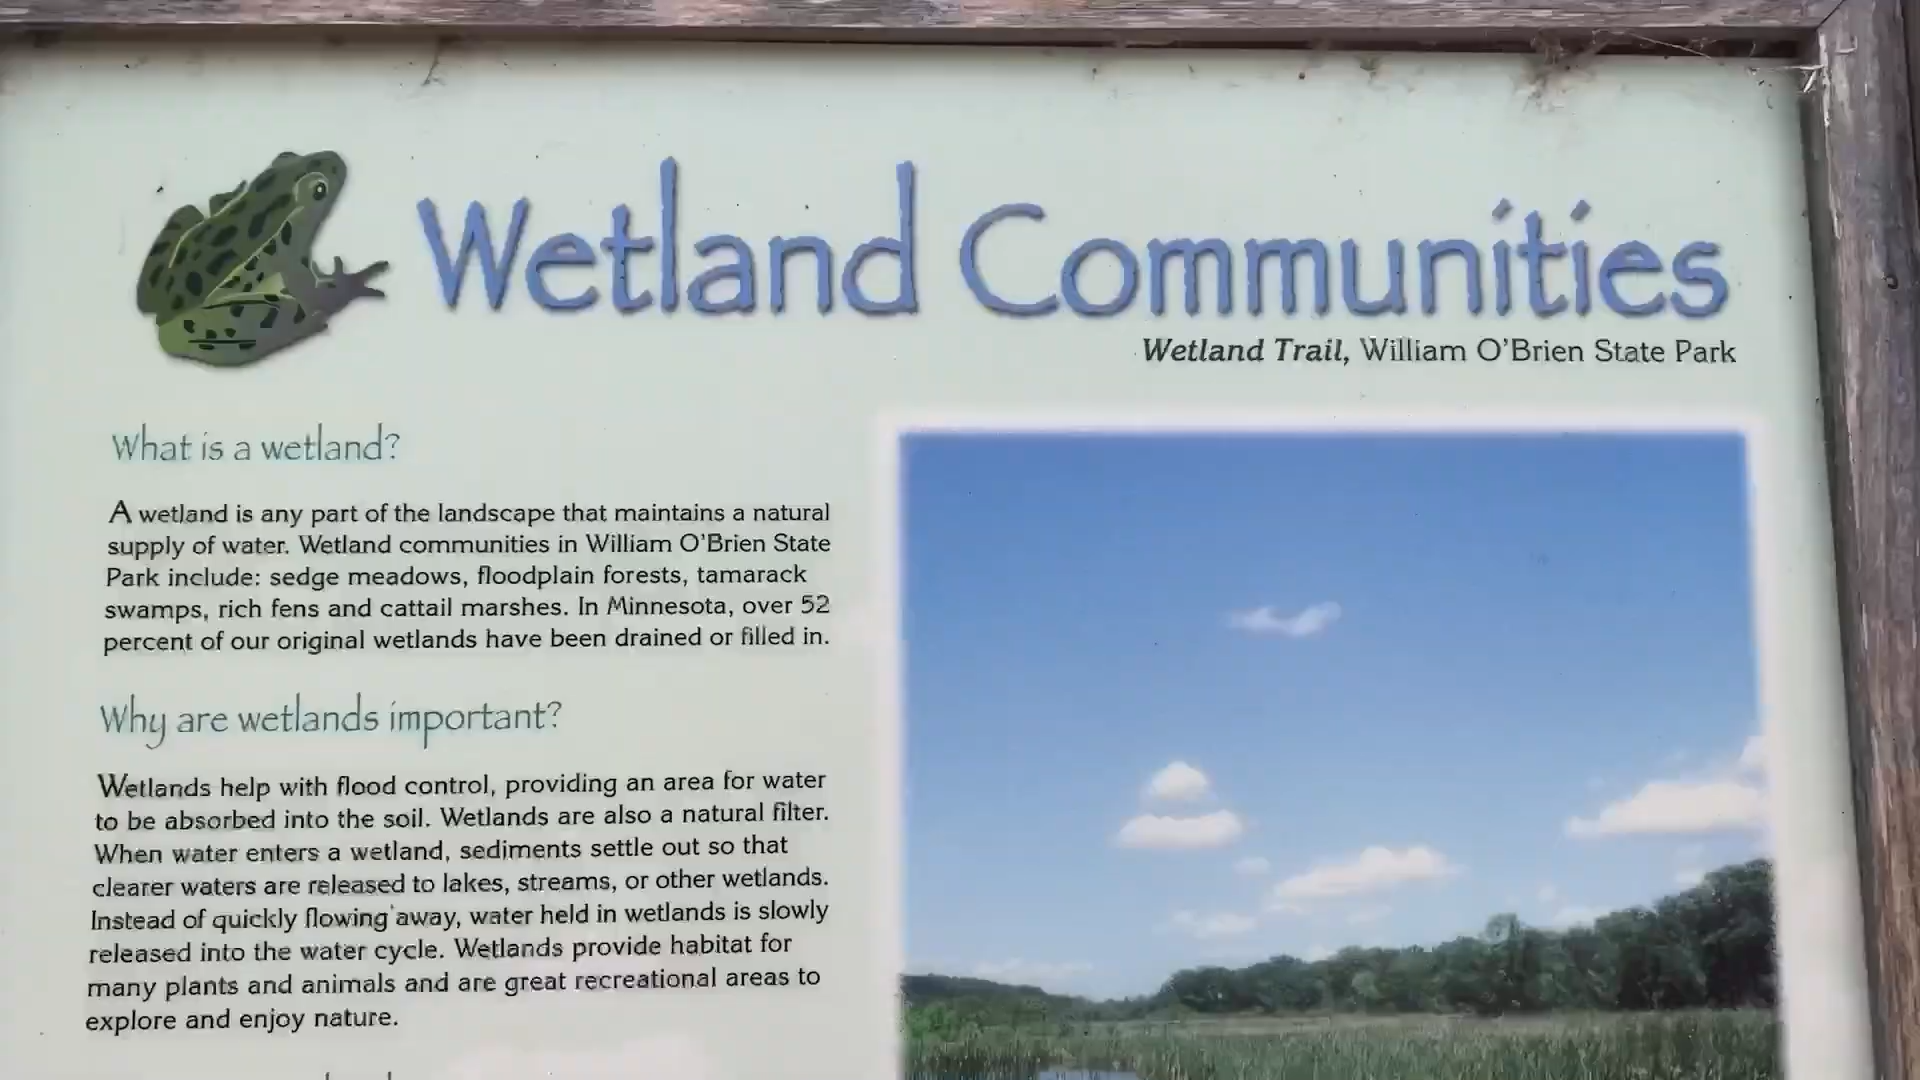 Wetland Communities
Wetland Trail, William O'Brien State Park
What is a wetland?
A wetland is any part of the landscape that maintains a natural
supply of water. Wetland communities in William O'Brien State
Park include: sedge meadows, floodplain forests, tamarack
swamps, rich fens and cattail marshes. In Minnesota, over 52
percent of our original wetlands have been drained or filled in.
Why are wetlands important?
Wetlands help with flood control, providing an area for water
to be absorbed into the soil. Wetlands are also a natural filter.
When water enters a wetland, sediments settle out so that
clearer waters are released to lakes, streams, or other wetlands.
Instead of quickly flowing away, water held in wetlands is slowly
released into the water cycle. Wetlands provide habitat for
many plants and animals and are great recreational areas to
explore and enjoy nature.